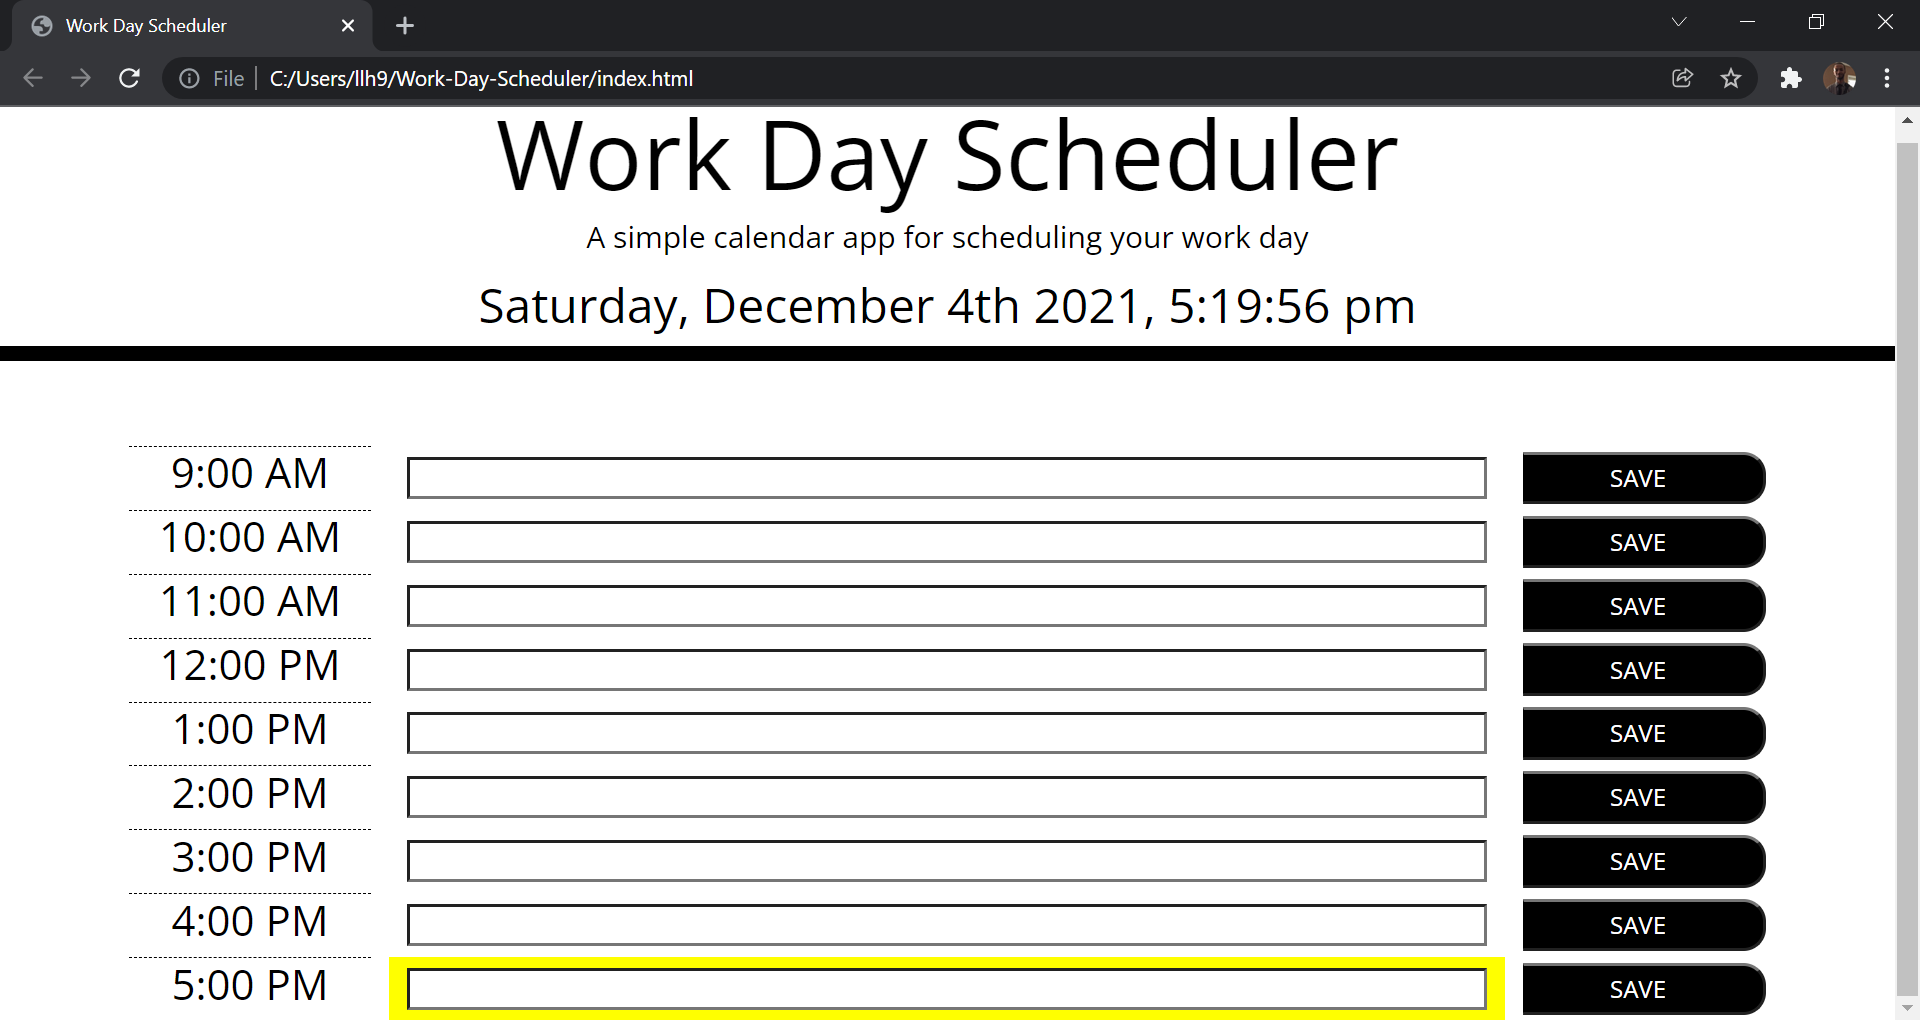 Work Day Scheduler
File C:/Users/llh9/Work-Day-Scheduler/index.html
Work Day Scheduler
A simple calendar app for scheduling your work day
Saturday, December 4th 2021, 5:19:56 pm
9:00 AM SAVE
10:00 AM SAVE
11:00 AM SAVE
12:00 PM SAVE
1:00 PM SAVE
2:00 PM SAVE
3:00 PM SAVE
4:00 PM SAVE
5:00 PM SAVE